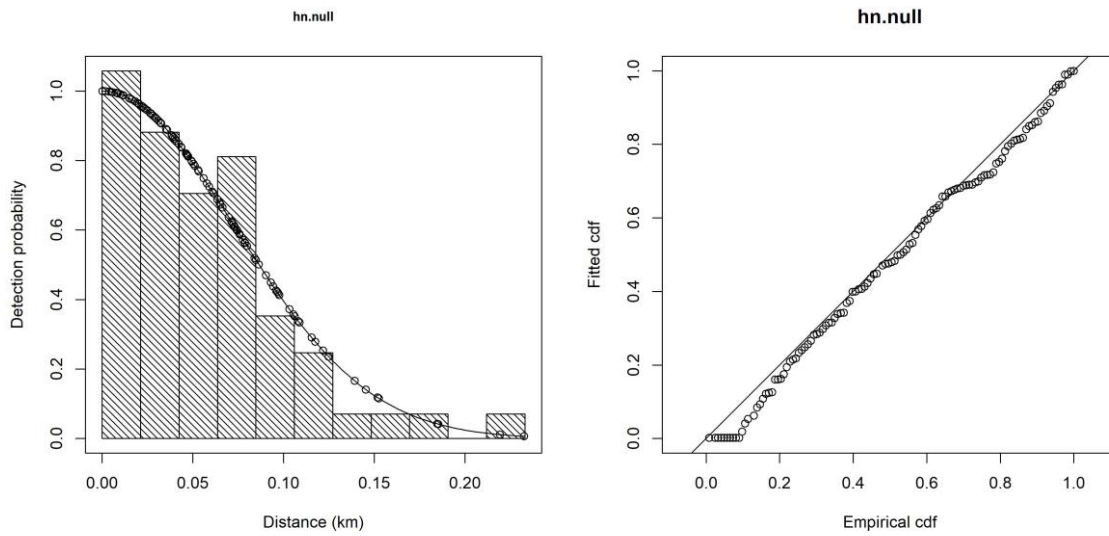 hn.null
Detection probability
1.0
0.8
0.6
0.4
0.2
0.0
0.00 0.05 0.10 0.15 0.20
Distance (km)
hn.null
Fitted cdf
1.0
0.8
0.6
0.4
0.2
0.0
0.0 0.2 0.4 0.6 0.8 1.0
Empirical cdf